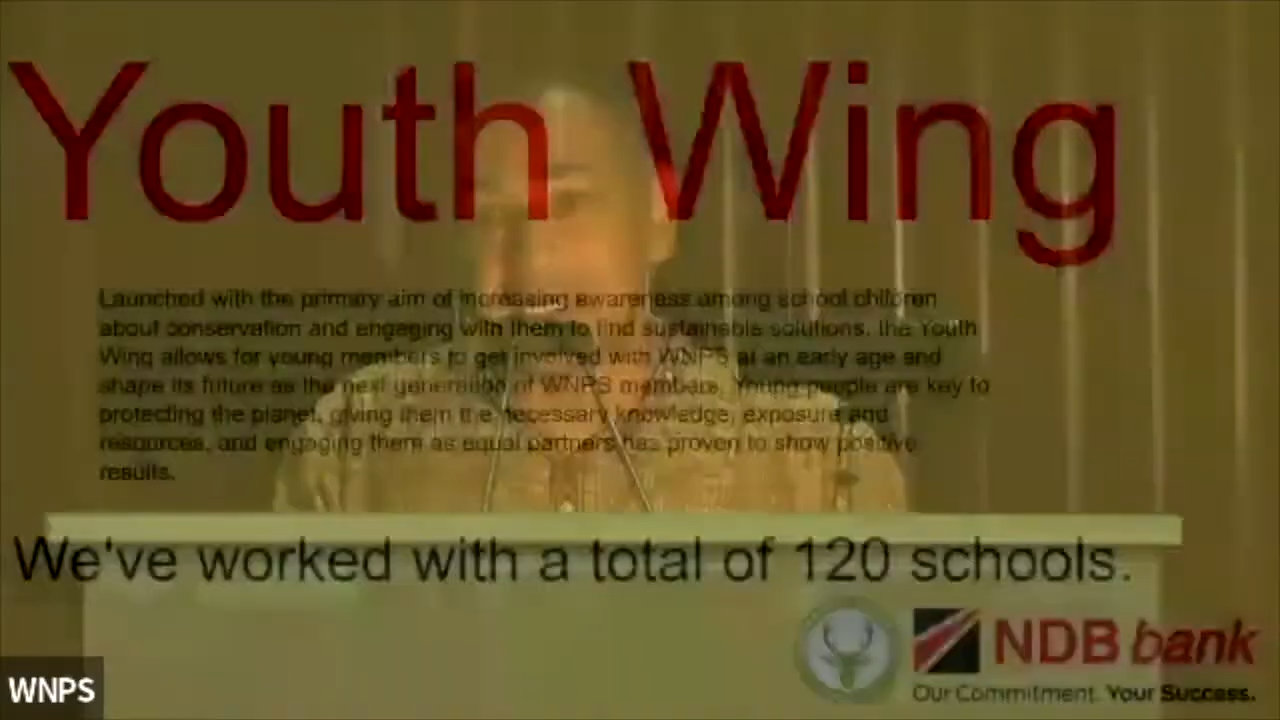 Youth Wing
Launched with the primary aim of increasing awareness among school children
about conservation and engaging with them to find sustainable solutions, the Youth
Wing allows for young members to get involved with WNPS at an early age and
shape its future as the next generation of WNPS members. Young people are key to
protecting the planet, giving them the necessary knowledge, exposure and
resources, and engaging them as equal partners has proven to show positive
results.
We've worked with a total of 120 schools.
NDB bank
Our Commitment. Your Success.
WNPS